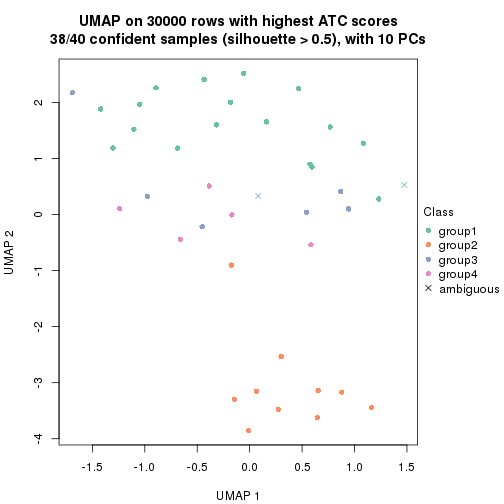 UMAP on 30000 rows with highest ATC scores
38/40 confident samples (silhouette > 0.5), with 10 PCs
UMAP 2
2
1
0
-1
-2
-3
-4
-1.5 -1.0 -0.5 0.0 0.5 1.0 1.5
UMAP 1
Class
group1
group2
group3
group4
ambiguous